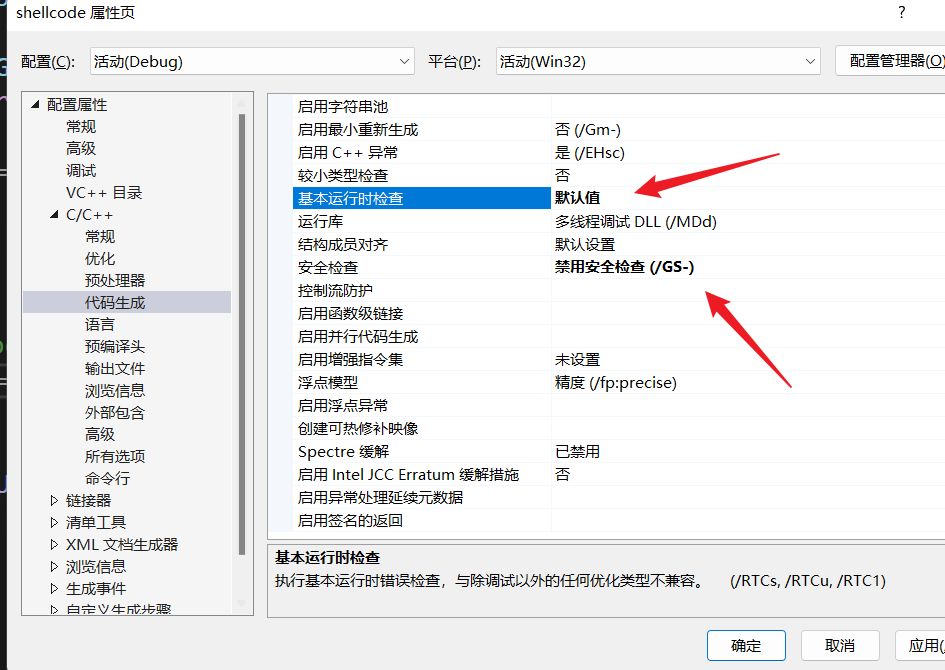 shellcode 属性页 ?
配置(C): 活动(Debug) 平台(P): 活动(Win32) 配置管理器(O)
配置属性
常规
高级
调试
VC++ 目录
C/C++
常规
优化
预处理器
代码生成
语言
预编译头
输出文件
浏览信息
外部包含
高级
所有选项
命令行
链接器
清单工具
XML 文档生成器
浏览信息
生成事件
自定义生成步骤
启用字符串池
启用最小重新生成 否 (/Gm-)
启用 C++ 异常 是 (/EHsc)
较小类型检查 否
基本运行时检查 默认值
运行库 多线程调试 DLL (/MDd)
结构成员对齐 默认设置
安全检查 禁用安全检查 (/GS-)
控制流防护
启用函数级链接
启用并行代码生成
启用增强指令集 未设置
浮点模型 精度 (/fp:precise)
启用浮点异常
创建可热修补映像
Spectre 缓解 已禁用
启用 Intel JCC Erratum 缓解措施 否
启用异常处理延续元数据
启用签名的返回
基本运行时检查
执行基本运行时错误检查，与除调试以外的任何优化类型不兼容。 (/RTCs, /RTCu, /RTC1)
确定 取消 应用(